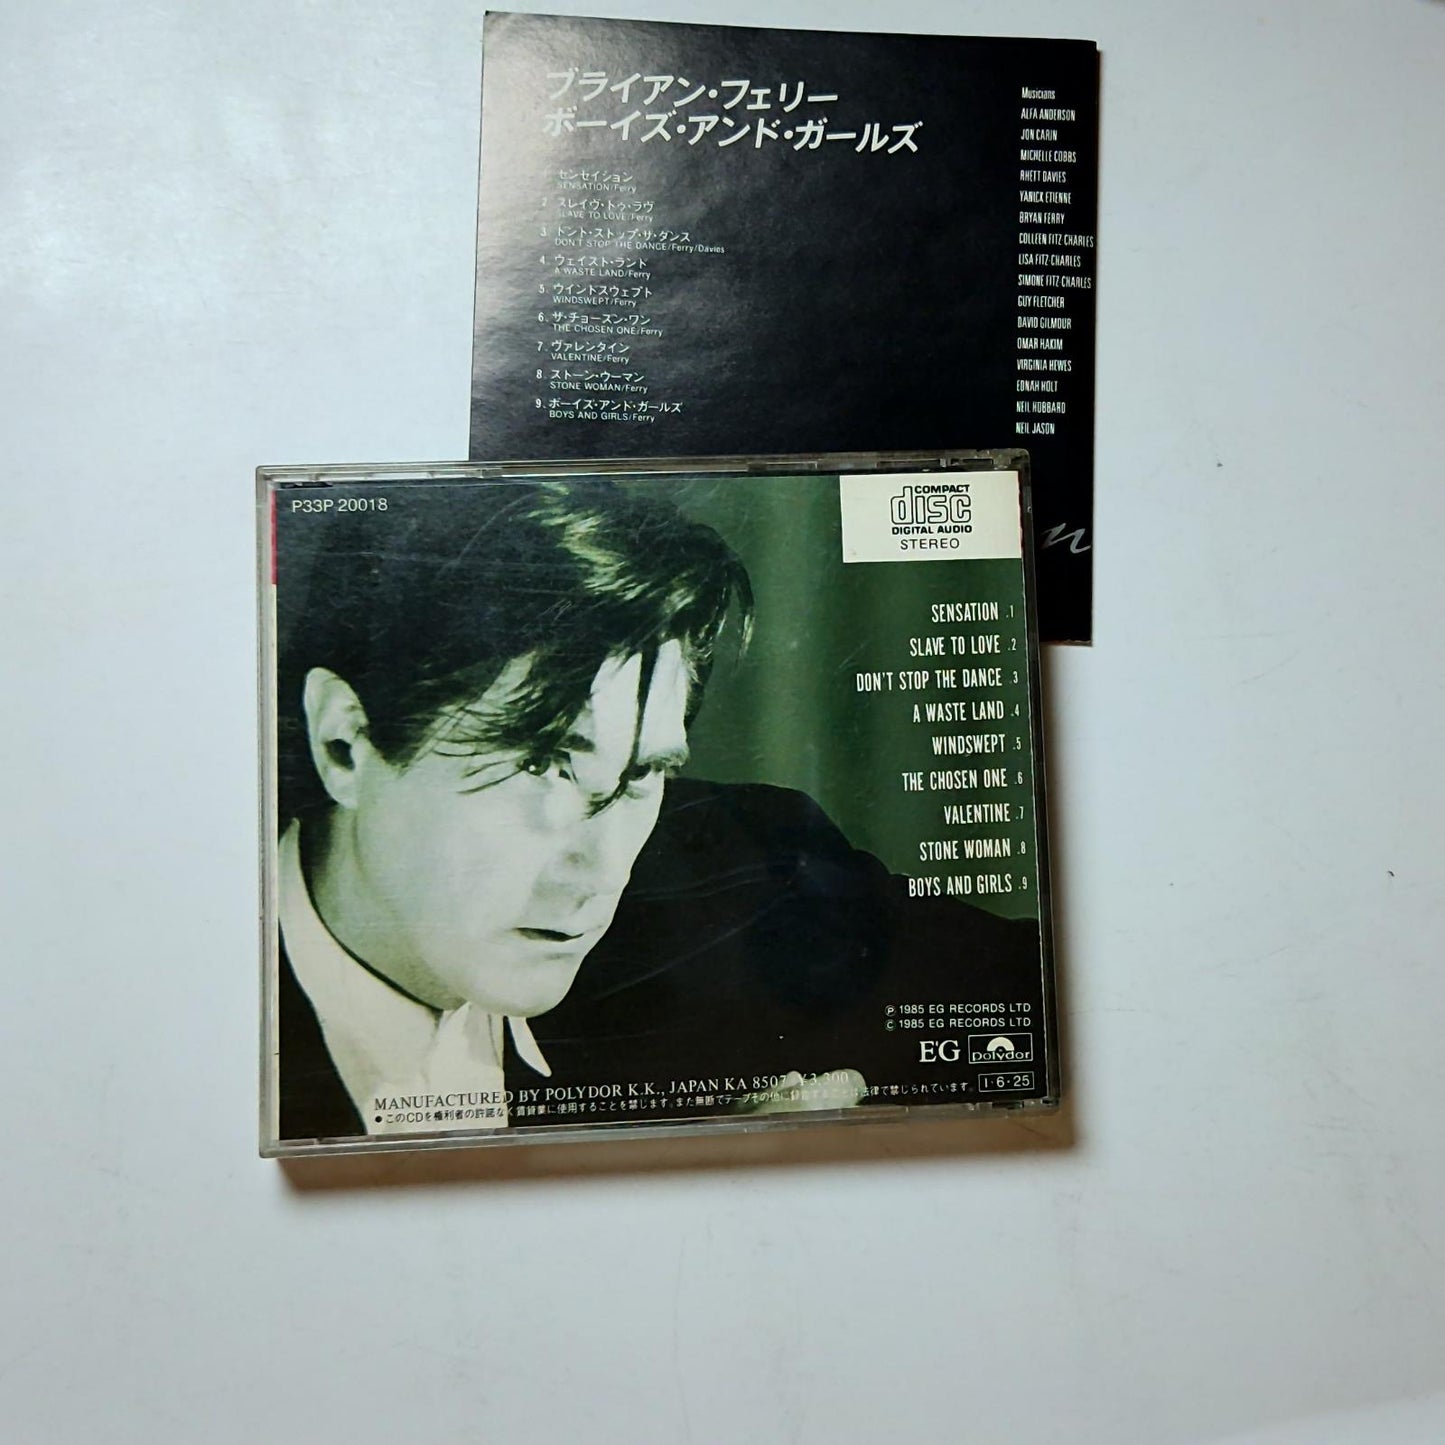 ブライアン・フェリー
ボーイズ・アンド・ガールズ
1. センセイション
SENSATION/Ferry
2. スレイヴ・トゥ・ラヴ
SLAVE TO LOVE/Ferry
3. ドント・ストップ・ザ・ダンス
DON'T STOP THE DANCE/Ferry/Davies
4. ウェイスト・ランド
A WASTE LAND/Ferry
5. ウインドスウェプト
WINDSWEPT/Ferry
6. ザ・チョーズン・ワン
THE CHOSEN ONE/Ferry
7. ヴァレンタイン
VALENTINE/Ferry
8. ストーン・ウーマン
STONE WOMAN/Ferry
9. ボーイズ・アンド・ガールズ
BOYS AND GIRLS/Ferry
Musicians
ALFA ANDERSON
JON CARIN
MICHELLE COBBS
RHETT DAVIES
YANICK ETIENNE
BRYAN FERRY
COLLEEN FITZ-CHARLES
LISA FITZ-CHARLES
SIMONE FITZ-CHARLES
GUY FLETCHER
DAVID GILMOUR
OMAR HAKIM
VIRGINIA HEWES
EDNAH HOLT
NEIL HUBBARD
NEIL JASON
P33P 20018
COMPACT
disc
DIGITAL AUDIO
STEREO
SENSATION .1
SLAVE TO LOVE .2
DON'T STOP THE DANCE .3
A WASTE LAND .4
WINDSWEPT .5
THE CHOSEN ONE .6
VALENTINE .7
STONE WOMAN .8
BOYS AND GIRLS .9
Ⓟ 1985 EG RECORDS LTD
Ⓒ 1985 EG RECORDS LTD
E'G polydor
MANUFACTURED BY POLYDOR K.K., JAPAN KA 8507 ¥3,300
●このCDを権利者の許諾なく賃貸業に使用することを禁じます。また無断でテープその他に録音することは法律で禁じられています。
I・6・25